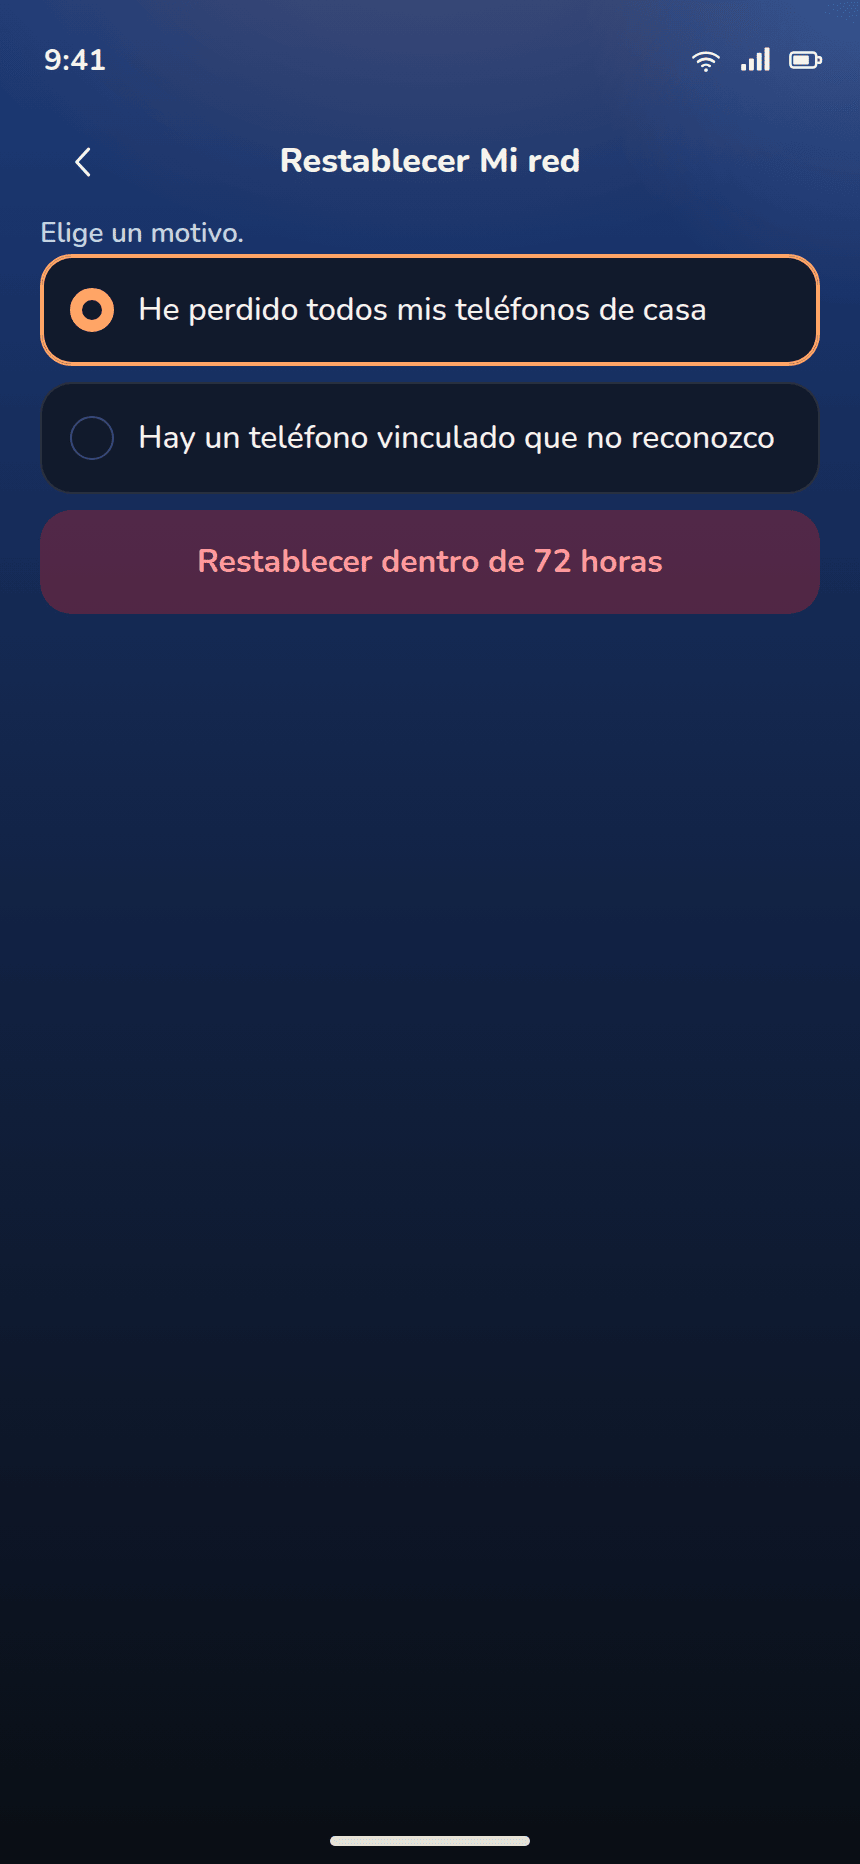 9:41
Restablecer Mi red
Elige un motivo.
He perdido todos mis teléfonos de casa
Hay un teléfono vinculado que no reconozco
Restablecer dentro de 72 horas